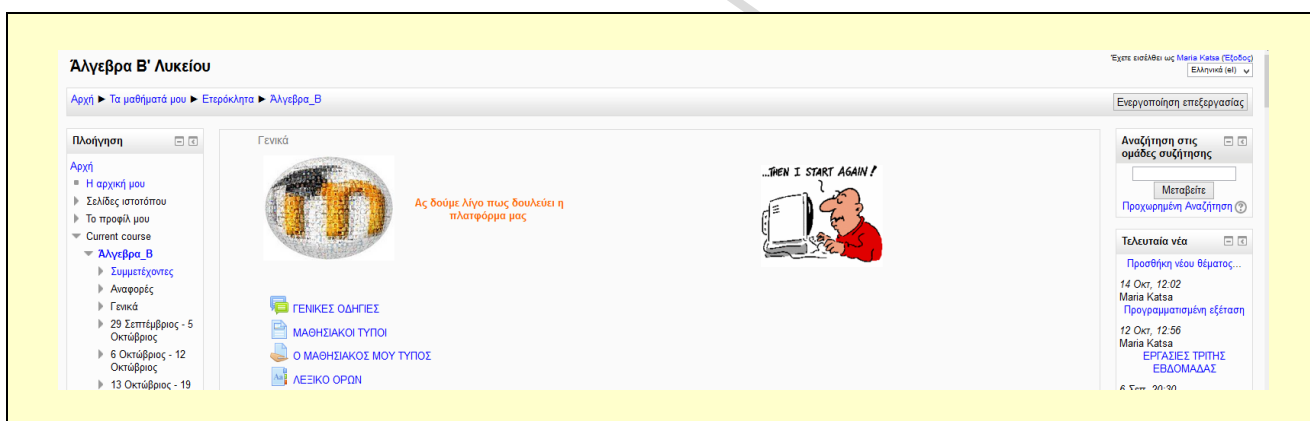 Άλγεβρα Β' Λυκείου
Έχετε εισέλθει ως Maria Katsa (Έξοδος)
Ελληνικά (el)
Αρχή ► Τα μαθήματά μου ► Ετερόκλητα ► Άλγεβρα_Β
Ενεργοποίηση επεξεργασίας
Πλοήγηση
Αρχή
Η αρχική μου
Σελίδες ιστοτόπου
Το προφίλ μου
Current course
Άλγεβρα_Β
Συμμετέχοντες
Αναφορές
Γενικά
29 Σεπτέμβριος - 5
Οκτώβριος
6 Οκτώβριος - 12
Οκτώβριος
13 Οκτώβριος - 19
Γενικά
Ας δούμε λίγο πως δουλεύει η
πλατφόρμα μας
...THEN I START AGAIN!
ΓΕΝΙΚΕΣ ΟΔΗΓΙΕΣ
ΜΑΘΗΣΙΑΚΟΙ ΤΥΠΟΙ
Ο ΜΑΘΗΣΙΑΚΟΣ ΜΟΥ ΤΥΠΟΣ
ΛΕΞΙΚΟ ΟΡΩΝ
Αναζήτηση στις
ομάδες συζήτησης
Μεταβείτε
Προχωρημένη Αναζήτηση
Τελευταία νέα
Προσθήκη νέου θέματος...
14 Οκτ, 12:02
Maria Katsa
Προγραμματισμένη εξέταση
12 Οκτ, 12:56
Maria Katsa
ΕΡΓΑΣΙΕΣ ΤΡΙΤΗΣ
ΕΒΔΟΜΑΔΑΣ
6 Σεπ, 20:30